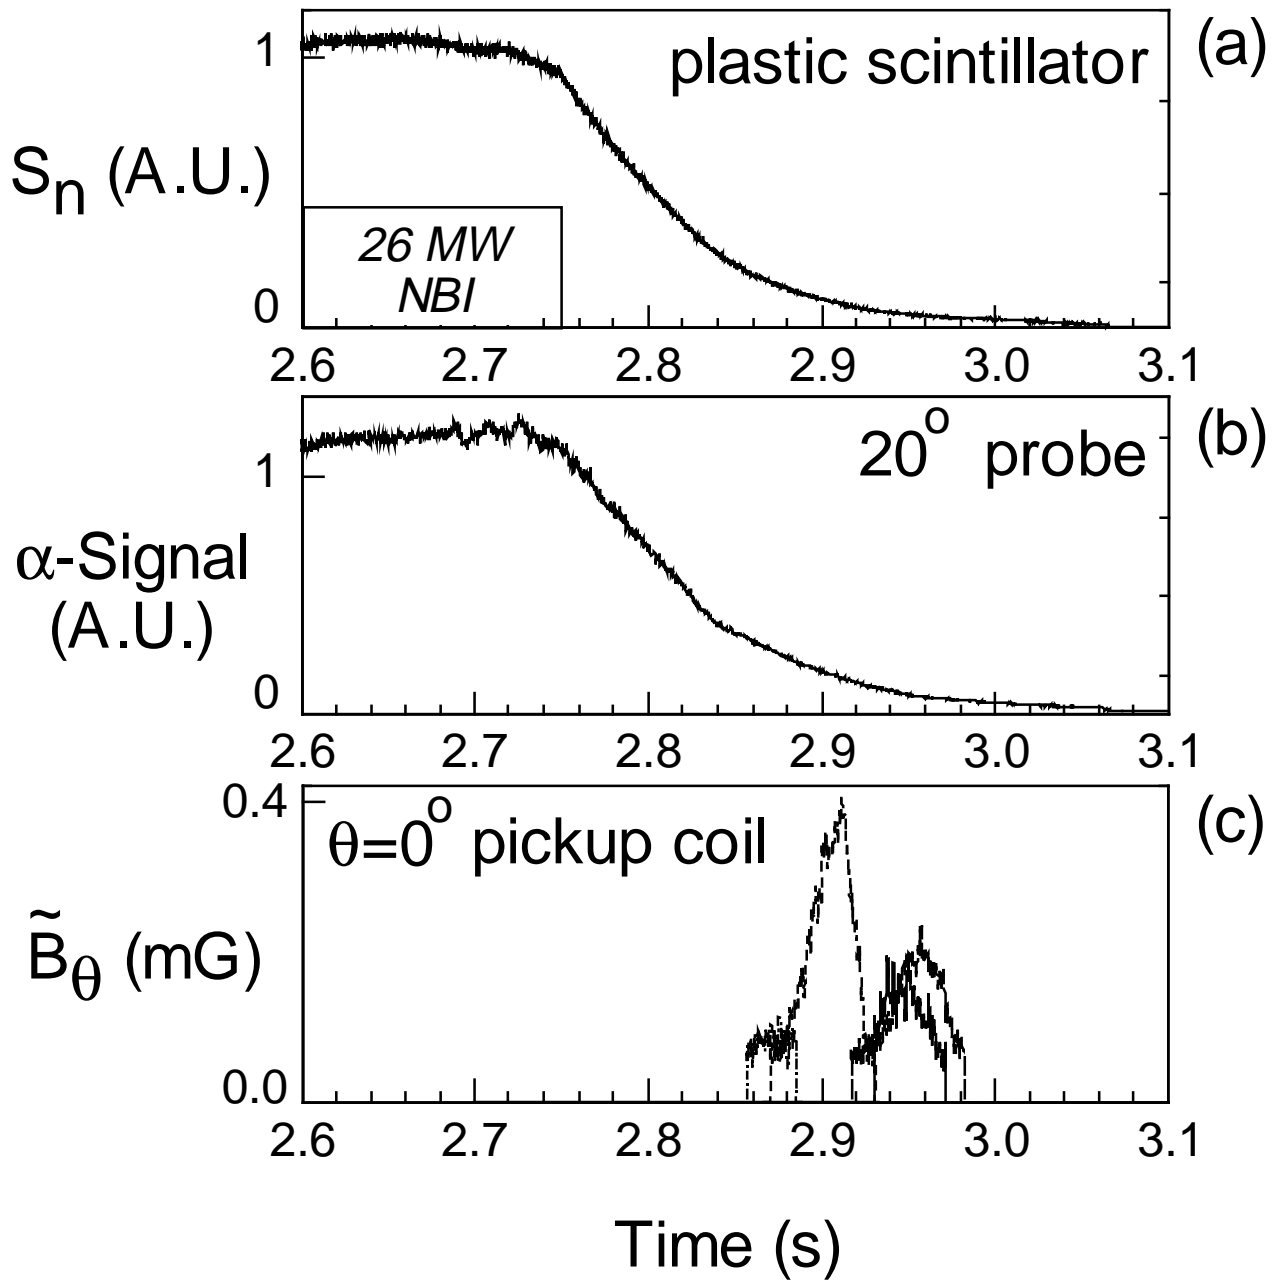 (a)
plastic scintillator
1
Sn (A.U.)
26 MW
NBI
0
2.6 2.7 2.8 2.9 3.0 3.1
(b)
20° probe
1
α-Signal
(A.U.)
0
2.6 2.7 2.8 2.9 3.0 3.1
(c)
0.4
θ=0° pickup coil
B̃θ (mG)
0.0
2.6 2.7 2.8 2.9 3.0 3.1
Time (s)